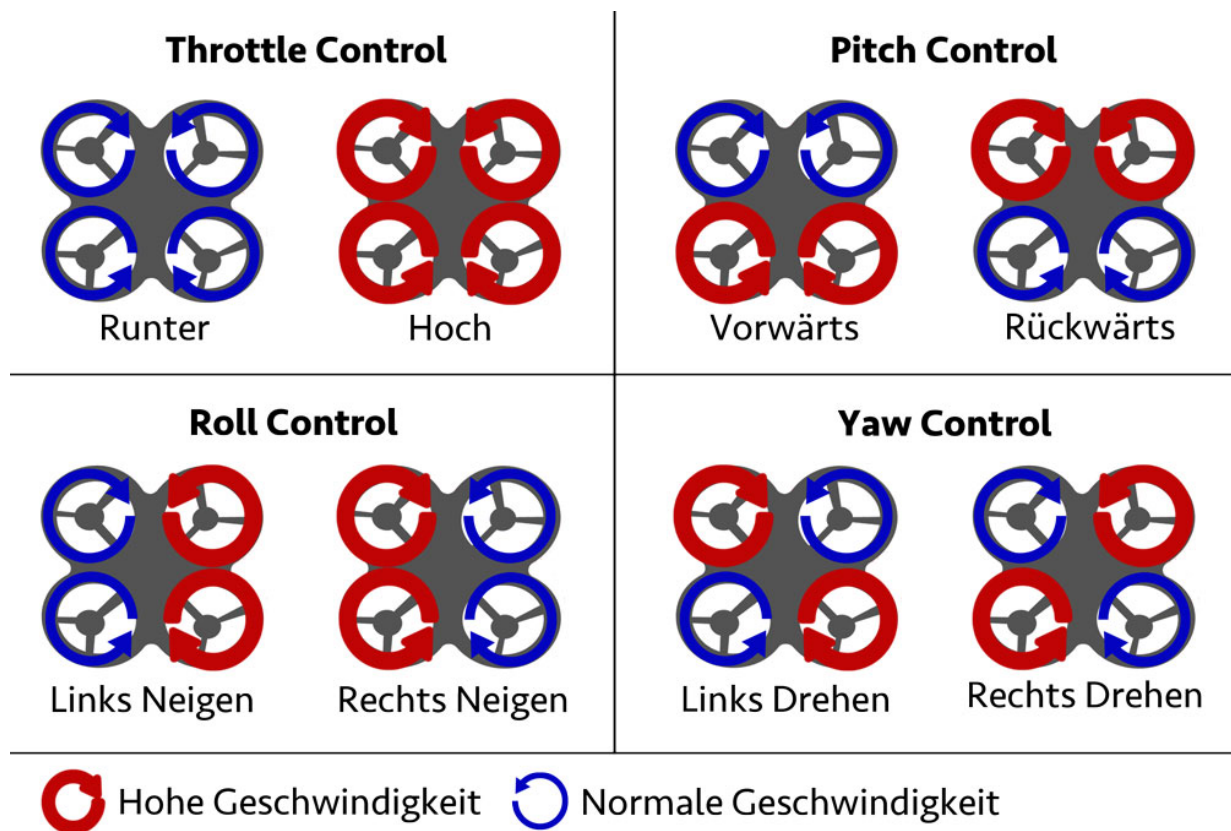 Throttle Control
Pitch Control
Runter
Hoch
Vorwärts
Rückwärts
Roll Control
Yaw Control
Links Neigen
Rechts Neigen
Links Drehen
Rechts Drehen
Hohe Geschwindigkeit
Normale Geschwindigkeit